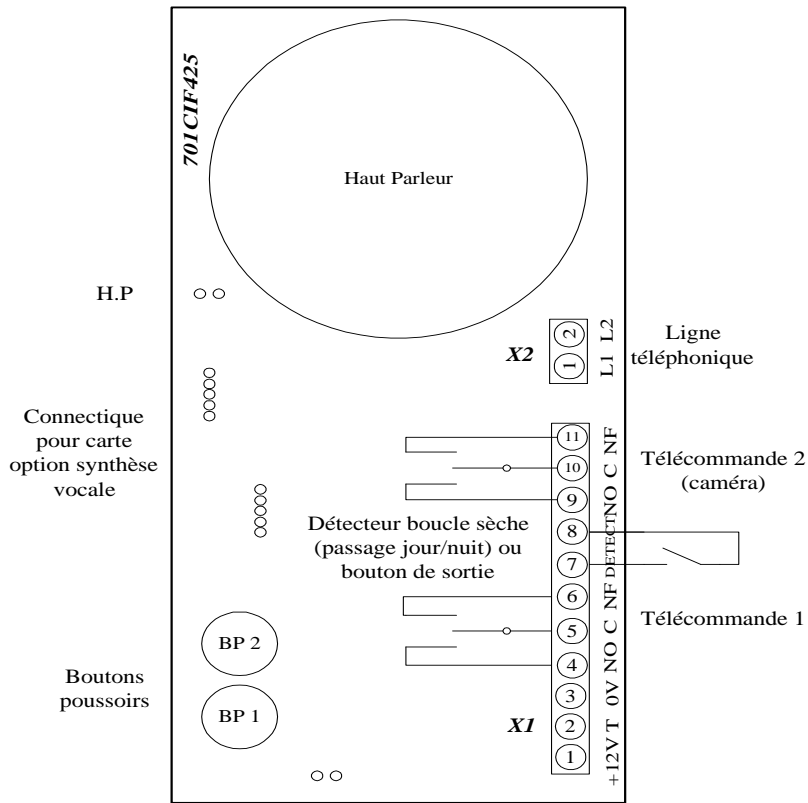 701CIF425
Haut Parleur
H.P
X2
2
1
L2
L1
Ligne
téléphonique
Connectique
pour carte
option synthèse
vocale
11
10
9
8
7
6
5
4
3
2
1
NF
C
NO
DETECT
NF
C
NO
0V
T
+12V
Télécommande 2
(caméra)
Détecteur boucle sèche
(passage jour/nuit) ou
bouton de sortie
Télécommande 1
BP 2
BP 1
Boutons
poussoirs
X1